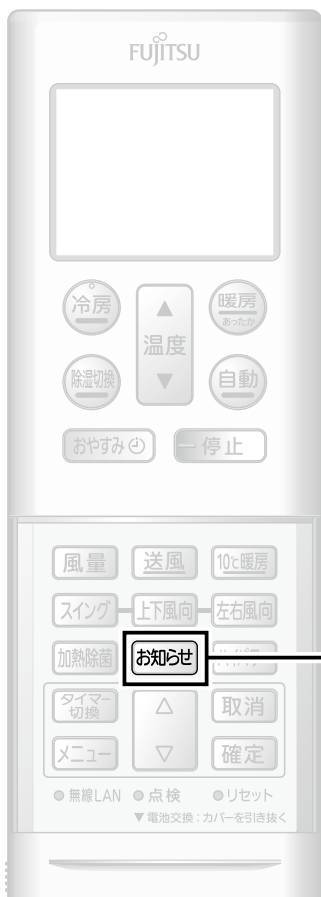 FUJITSU
冷房 暖房
あったか
温度
除湿切換 自動
おやすみ 停止
風量 送風 10℃暖房
スイング 上下風向 左右風向
加熱除菌 お知らせ
タイマー
切換 取消
メニュー 確定
無線LAN 点検 リセット
▼電池交換:カバーを引き抜く